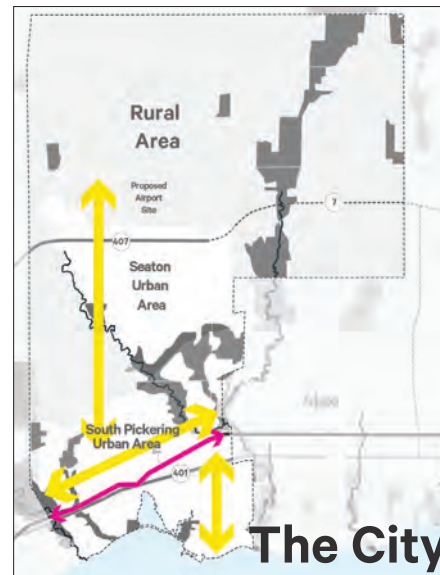 Rural
Area
Proposed
Airport
Site
7
407
Seaton
Urban
Area
Ajax
South Pickering
Urban Area
401
The City